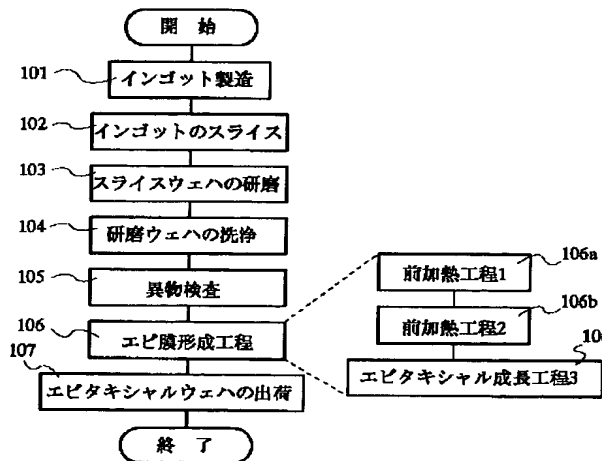 開 始
101
インゴット製造
102
インゴットのスライス
103
スライスウェハの研磨
104
研磨ウェハの洗浄
105
異物検査
106
エピ膜形成工程
107
エピタキシャルウェハの出荷
終 了
106a
前加熱工程1
106b
前加熱工程2
10
エピタキシャル成長工程3